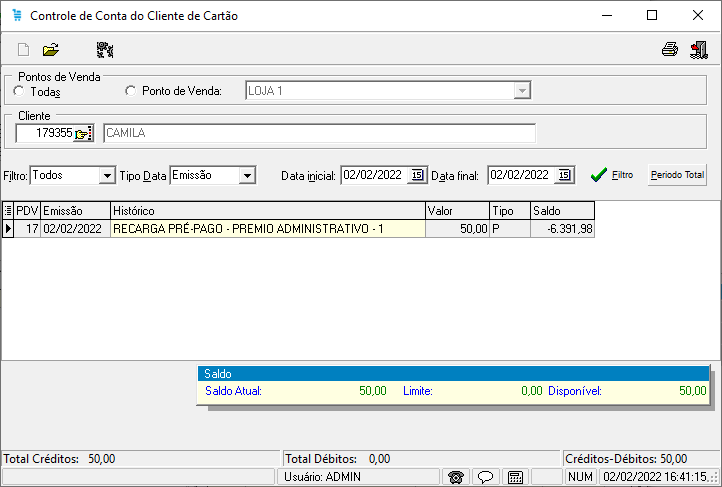 Controle de Conta do Cliente de Cartão
Pontos de Venda
Todas
Ponto de Venda:
LOJA 1
Cliente
179355
CAMILA
Filtro:
Todos
Tipo Data
Emissão
Data inicial:
02/02/2022
15
Data final:
02/02/2022
15
Filtro
Periodo Total
PDV Emissão Histórico Valor Tipo Saldo
17 02/02/2022 RECARGA PRÉ-PAGO - PREMIO ADMINISTRATIVO - 1 50,00 P -6.391,98
Saldo
Saldo Atual: 50,00 Limite: 0,00 Disponível: 50,00
Total Créditos: 50,00 Total Débitos: 0,00 Créditos-Débitos: 50,00
Usuário: ADMIN NUM 02/02/2022 16:41:15